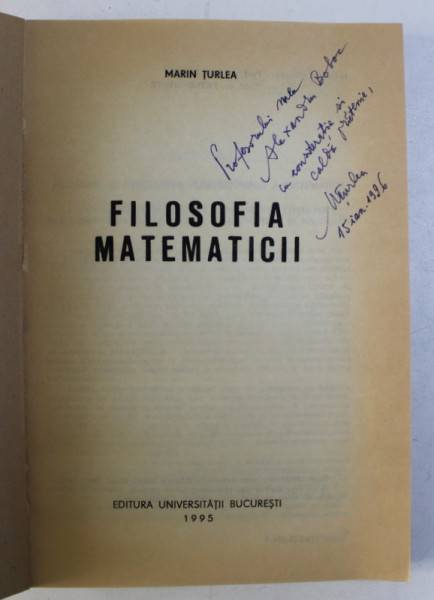 MARIN ȚURLEA
Profesorului meu
Alexandru Boboc
cu considerație și
caldă prietenie,
MȚurlea
15 ian. 1996
FILOSOFIA
MATEMATICII
EDITURA UNIVERSITĂȚII BUCUREȘTI
1995